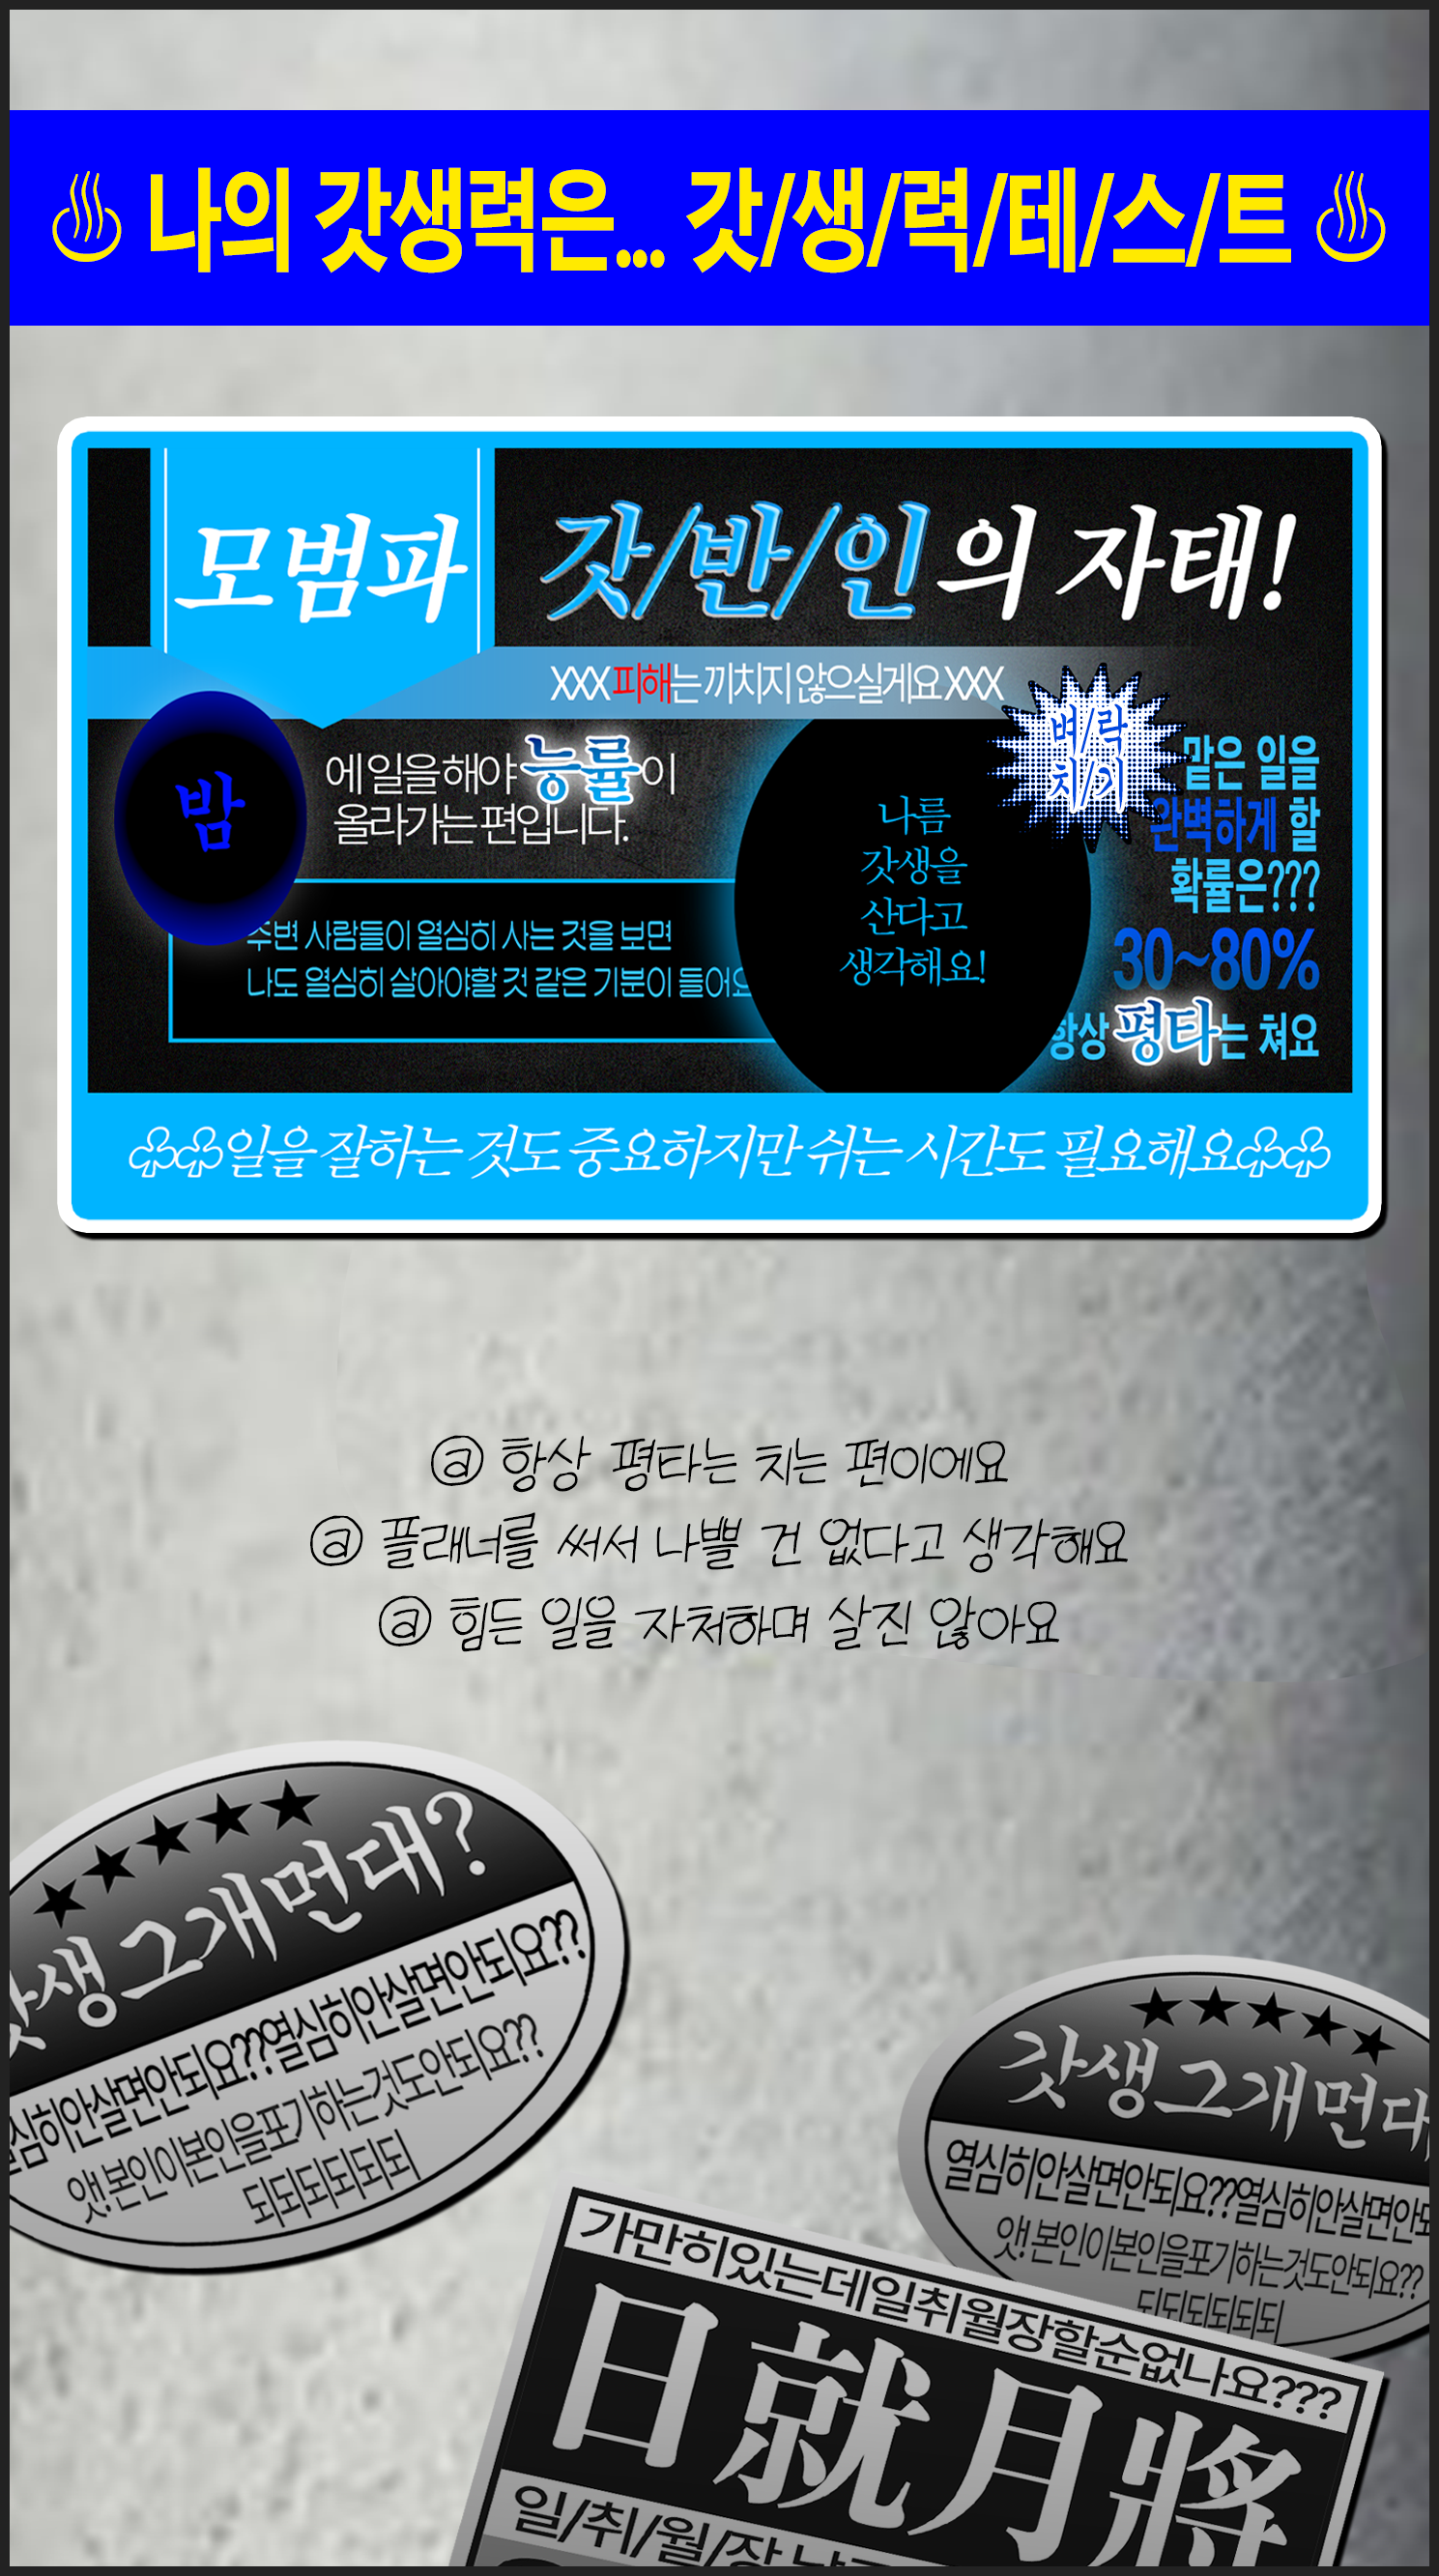 ♨ 나의 갓생력은... 갓/생/력/테/스/트 ♨
모범파
갓/반/인의 자태!
XXX 피해는 끼치지 않으실게요 XXX
밤
에 일을 해야 능률이
올라가는 편입니다.
주변 사람들이 열심히 사는 것을 보면
나도 열심히 살아야할 것 같은 기분이 들어요
나름
갓생을
산다고
생각해요!
벼/락
치/기
맡은 일을
완벽하게 할
확률은???
30~80%
항상 평타는 쳐요
♧♧일을 잘하는 것도 중요하지만 쉬는 시간도 필요해요♧♧
@ 항상 평타는 치는 편이에요
@ 플래너를 써서 나쁠 건 없다고 생각해요
@ 힘든 일을 자처하며 살진 않아요
★★★★★
갓생 그개 먼대?
열심히안살면안되요??열심히안살면안되요??
앳!본인이본인을포기하는것도안되요??
되되되되되되
★★★★★
갓생 그개 먼대
열심히안살면안되요??열심히안살면안되
앳!본인이본인을포기하는것도안되요??
되되되되되되
가만히있는데일취월장할순없나요???
日就月將
일/취/월/장